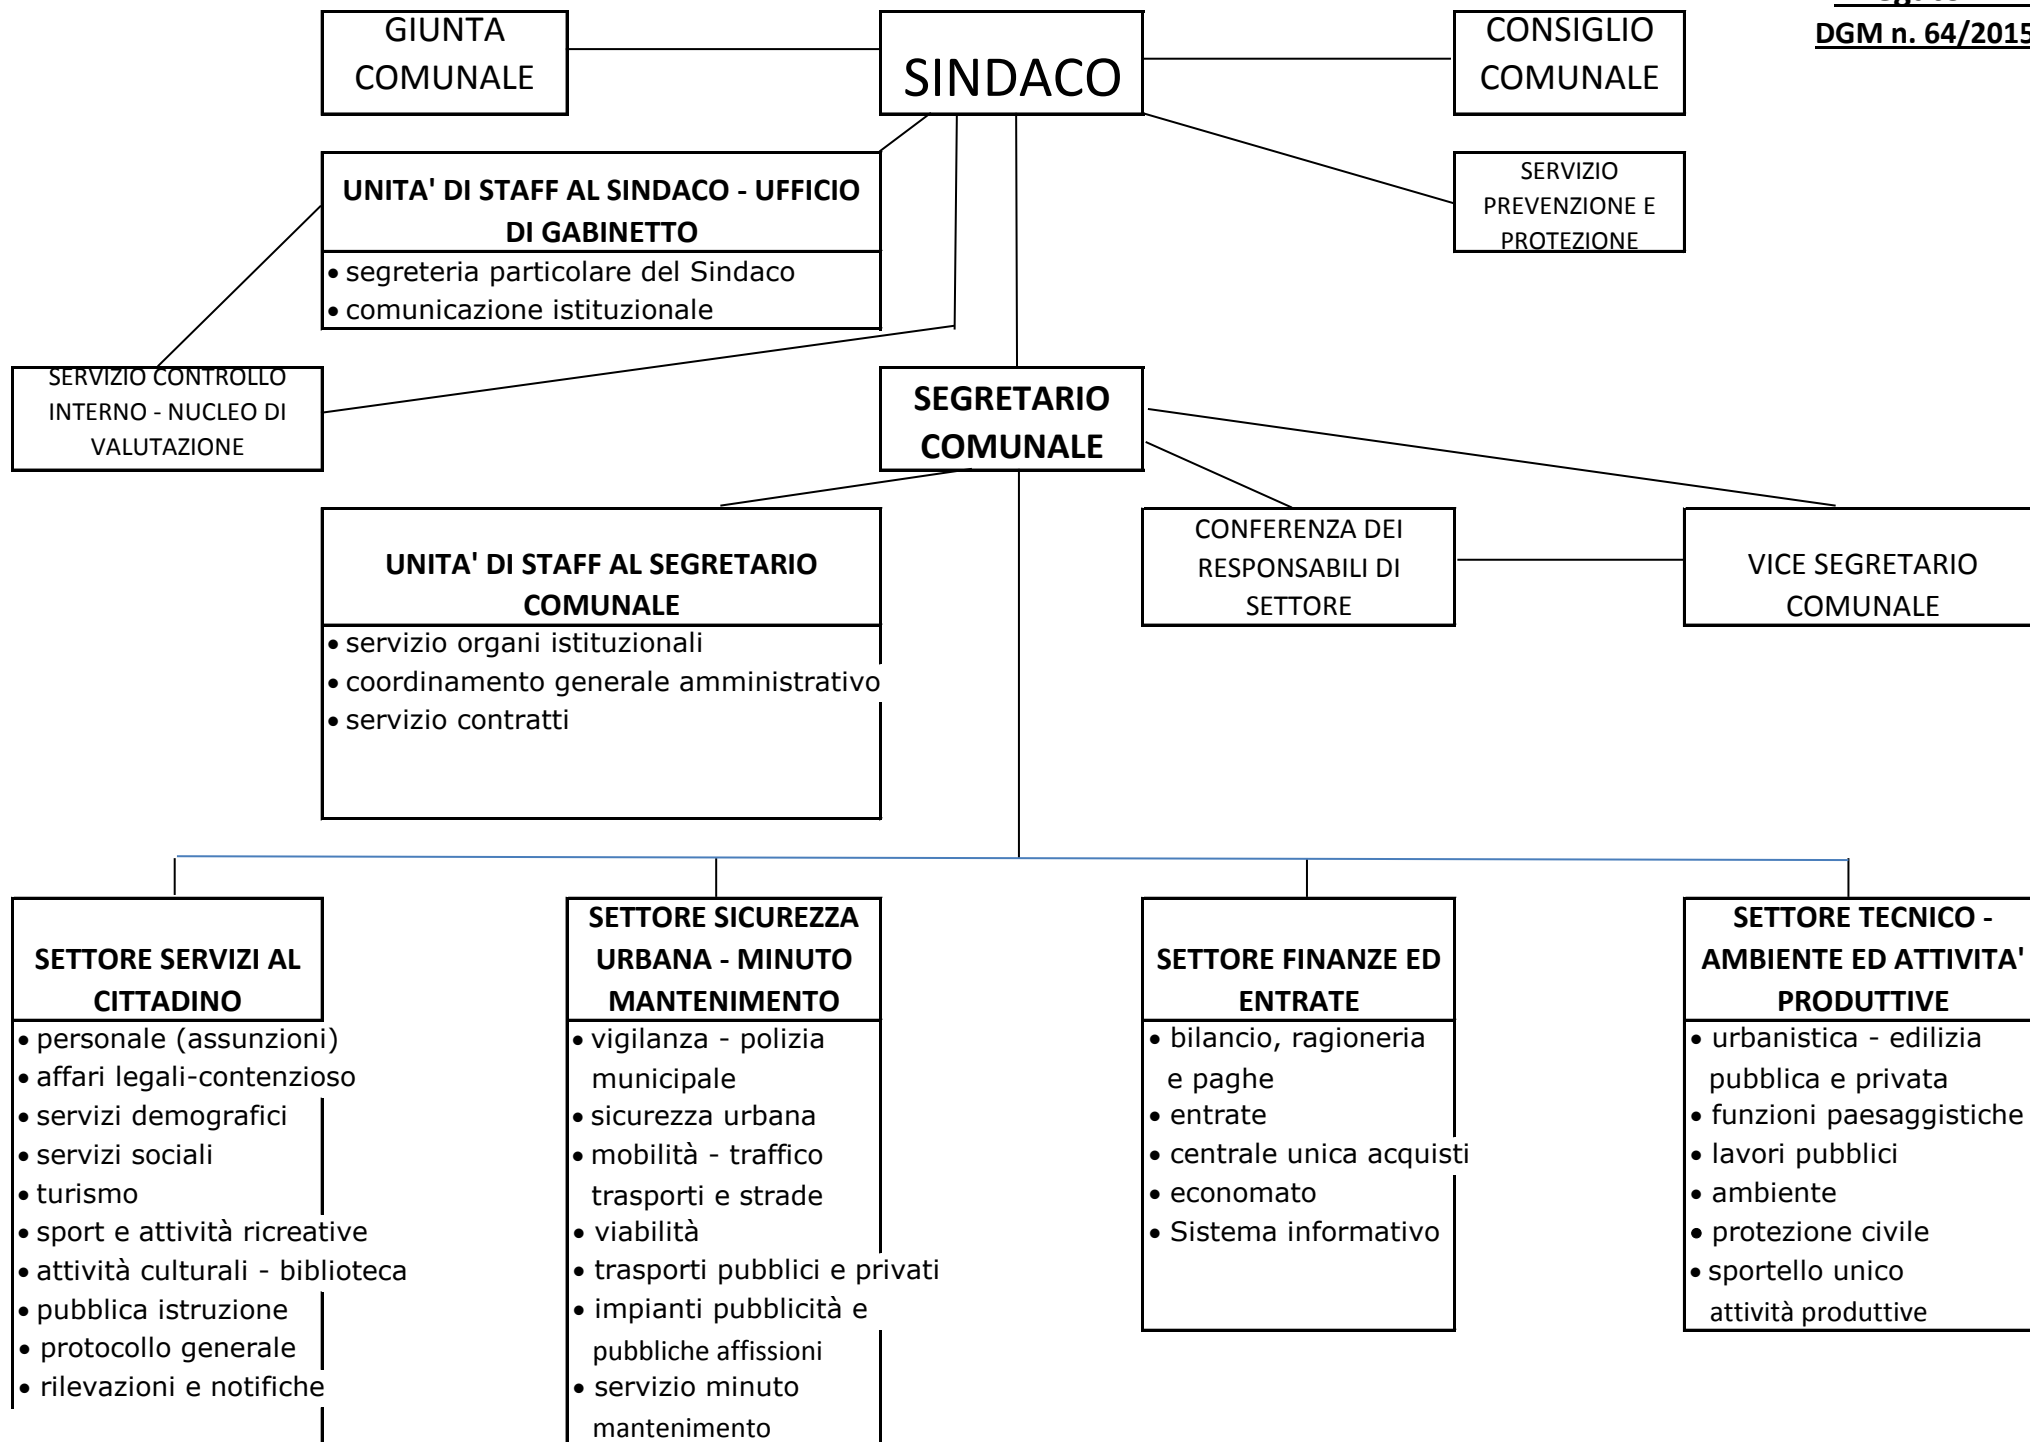 DGM n. 64/2015
GIUNTA
COMUNALE
SINDACO
CONSIGLIO
COMUNALE
UNITA' DI STAFF AL SINDACO - UFFICIO
DI GABINETTO
• segreteria particolare del Sindaco
• comunicazione istituzionale
SERVIZIO
PREVENZIONE E
PROTEZIONE
SERVIZIO CONTROLLO
INTERNO - NUCLEO DI
VALUTAZIONE
SEGRETARIO
COMUNALE
UNITA' DI STAFF AL SEGRETARIO
COMUNALE
• servizio organi istituzionali
• coordinamento generale amministrativo
• servizio contratti
CONFERENZA DEI
RESPONSABILI DI
SETTORE
VICE SEGRETARIO
COMUNALE
SETTORE SERVIZI AL
CITTADINO
• personale (assunzioni)
• affari legali-contenzioso
• servizi demografici
• servizi sociali
• turismo
• sport e attività ricreative
• attività culturali - biblioteca
• pubblica istruzione
• protocollo generale
• rilevazioni e notifiche
SETTORE SICUREZZA
URBANA - MINUTO
MANTENIMENTO
• vigilanza - polizia
municipale
• sicurezza urbana
• mobilità - traffico
trasporti e strade
• viabilità
• trasporti pubblici e privati
• impianti pubblicità e
pubbliche affissioni
• servizio minuto
mantenimento
SETTORE FINANZE ED
ENTRATE
• bilancio, ragioneria
e paghe
• entrate
• centrale unica acquisti
• economato
• Sistema informativo
SETTORE TECNICO -
AMBIENTE ED ATTIVITA'
PRODUTTIVE
• urbanistica - edilizia
pubblica e privata
• funzioni paesaggistiche
• lavori pubblici
• ambiente
• protezione civile
• sportello unico
attività produttive